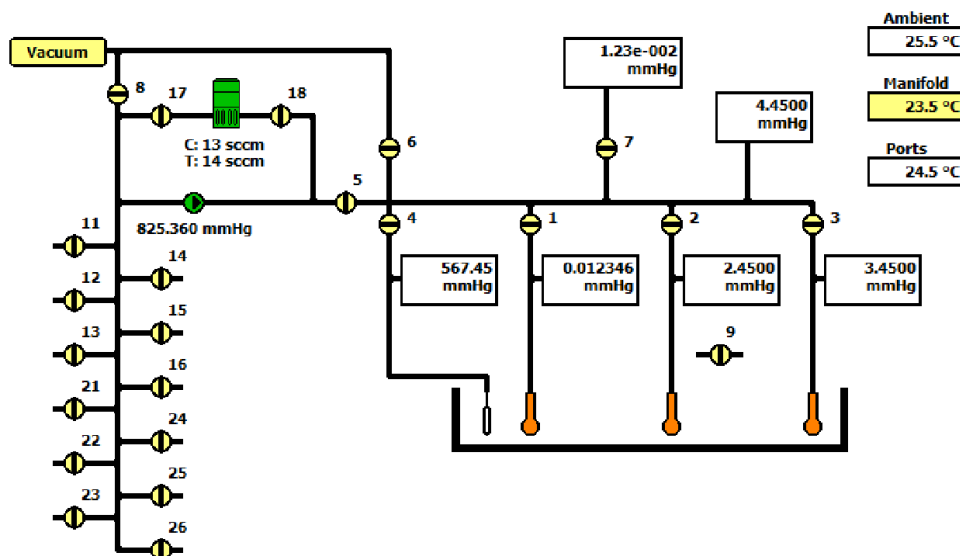 Ambient
25.5 °C
Vacuum
1.23e-002
mmHg
Manifold
23.5 °C
8
17
18
4.4500
mmHg
C: 13 sccm
T: 14 sccm
6
7
Ports
24.5 °C
5
825.360 mmHg
4
1
2
3
11
14
567.45
mmHg
0.012346
mmHg
2.4500
mmHg
3.4500
mmHg
12
15
13
9
16
21
24
22
25
23
26